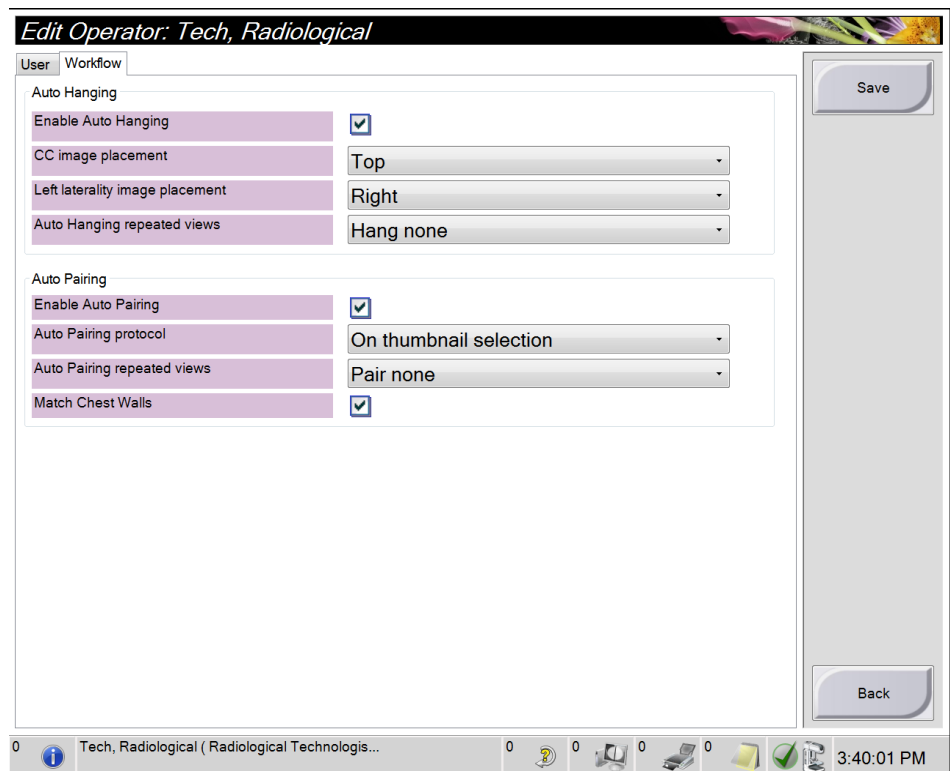 Edit Operator: Tech, Radiological
User Workflow
Save
Auto Hanging
Enable Auto Hanging
CC image placement Top
Left laterality image placement Right
Auto Hanging repeated views Hang none
Auto Pairing
Enable Auto Pairing
Auto Pairing protocol On thumbnail selection
Auto Pairing repeated views Pair none
Match Chest Walls
Back
0 Tech, Radiological ( Radiological Technologis... 0 0 0 0 3:40:01 PM